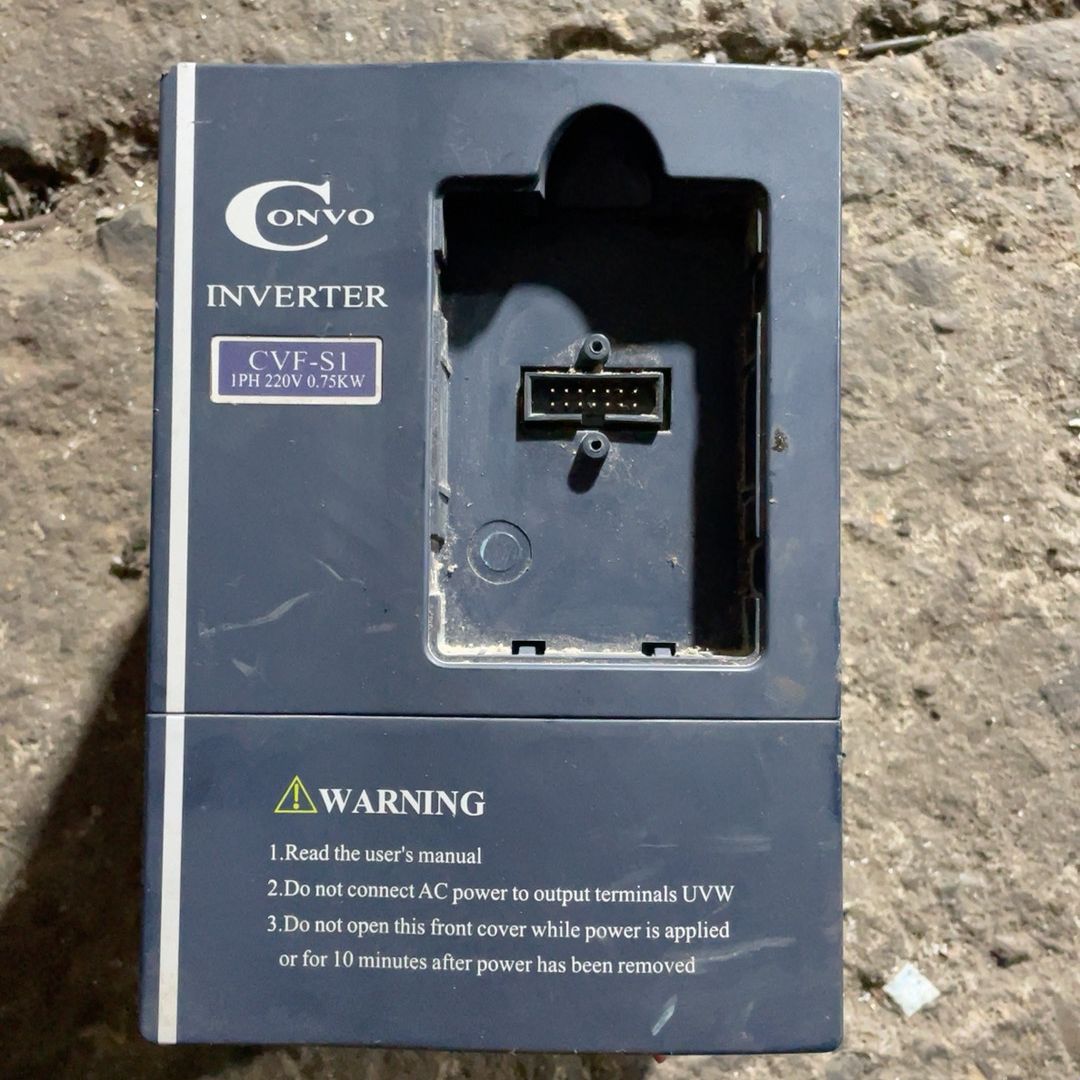 CONVO
INVERTER
CVF-S1
1PH 220V 0.75KW
WARNING
1.Read the user's manual
2.Do not connect AC power to output terminals UVW
3.Do not open this front cover while power is applied
or for 10 minutes after power has been removed